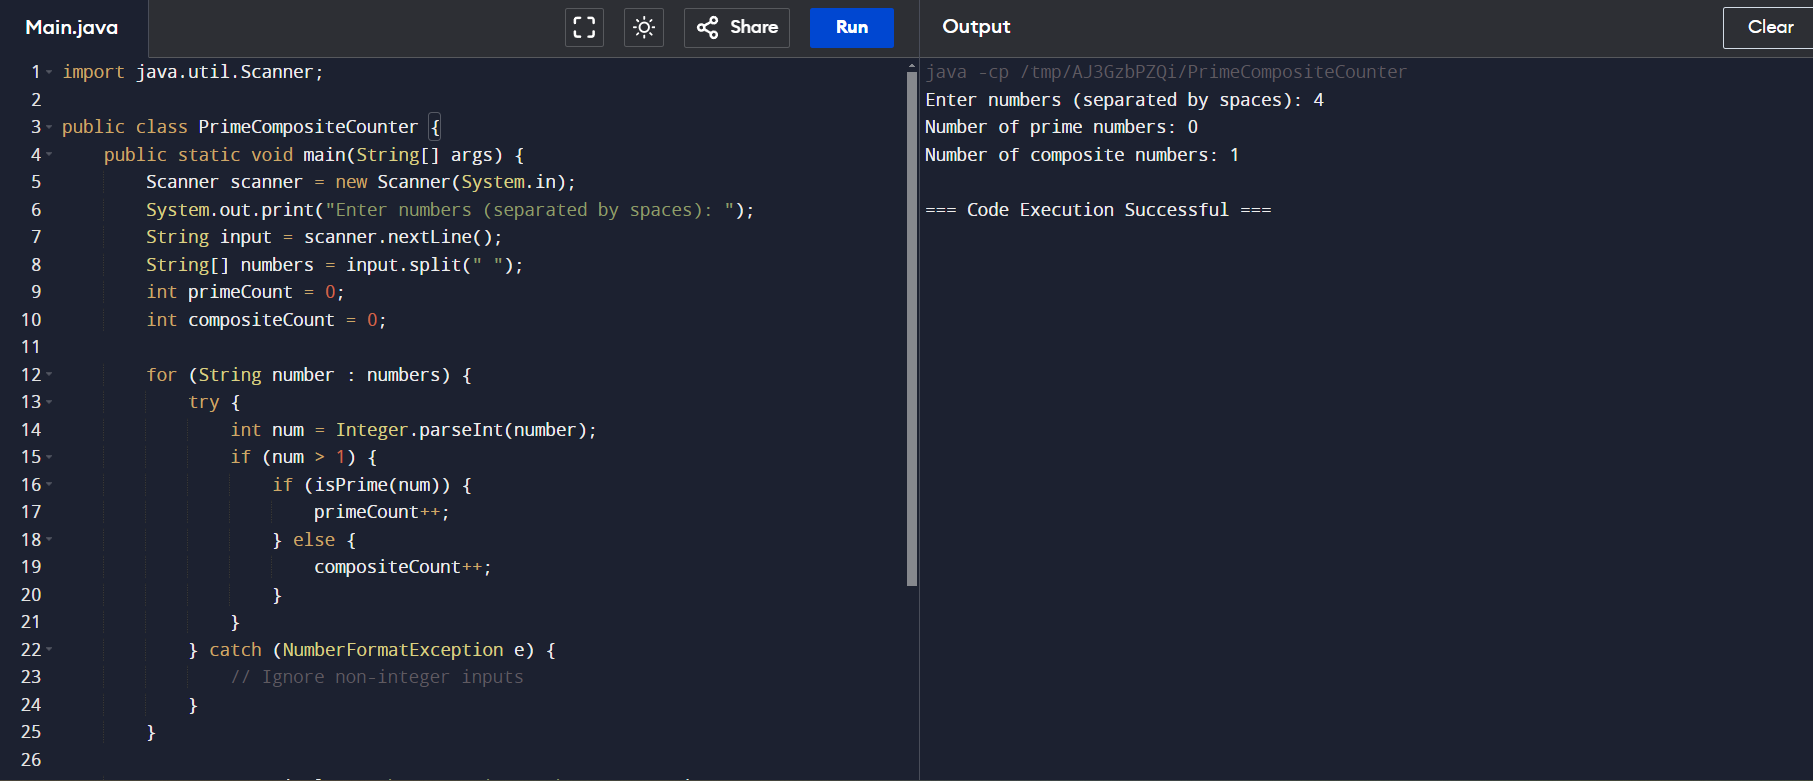 Main.java
Share
Run
Output
Clear
1 import java.util.Scanner;
2
3 public class PrimeCompositeCounter {
4     public static void main(String[] args) {
5         Scanner scanner = new Scanner(System.in);
6         System.out.print("Enter numbers (separated by spaces): ");
7         String input = scanner.nextLine();
8         String[] numbers = input.split(" ");
9         int primeCount = 0;
10         int compositeCount = 0;
11
12         for (String number : numbers) {
13             try {
14                 int num = Integer.parseInt(number);
15                 if (num > 1) {
16                     if (isPrime(num)) {
17                         primeCount++;
18                     } else {
19                         compositeCount++;
20                     }
21                 }
22             } catch (NumberFormatException e) {
23                 // Ignore non-integer inputs
24             }
25         }
26
java -cp /tmp/AJ3GzbPZQi/PrimeCompositeCounter
Enter numbers (separated by spaces): 4
Number of prime numbers: 0
Number of composite numbers: 1
=== Code Execution Successful ===